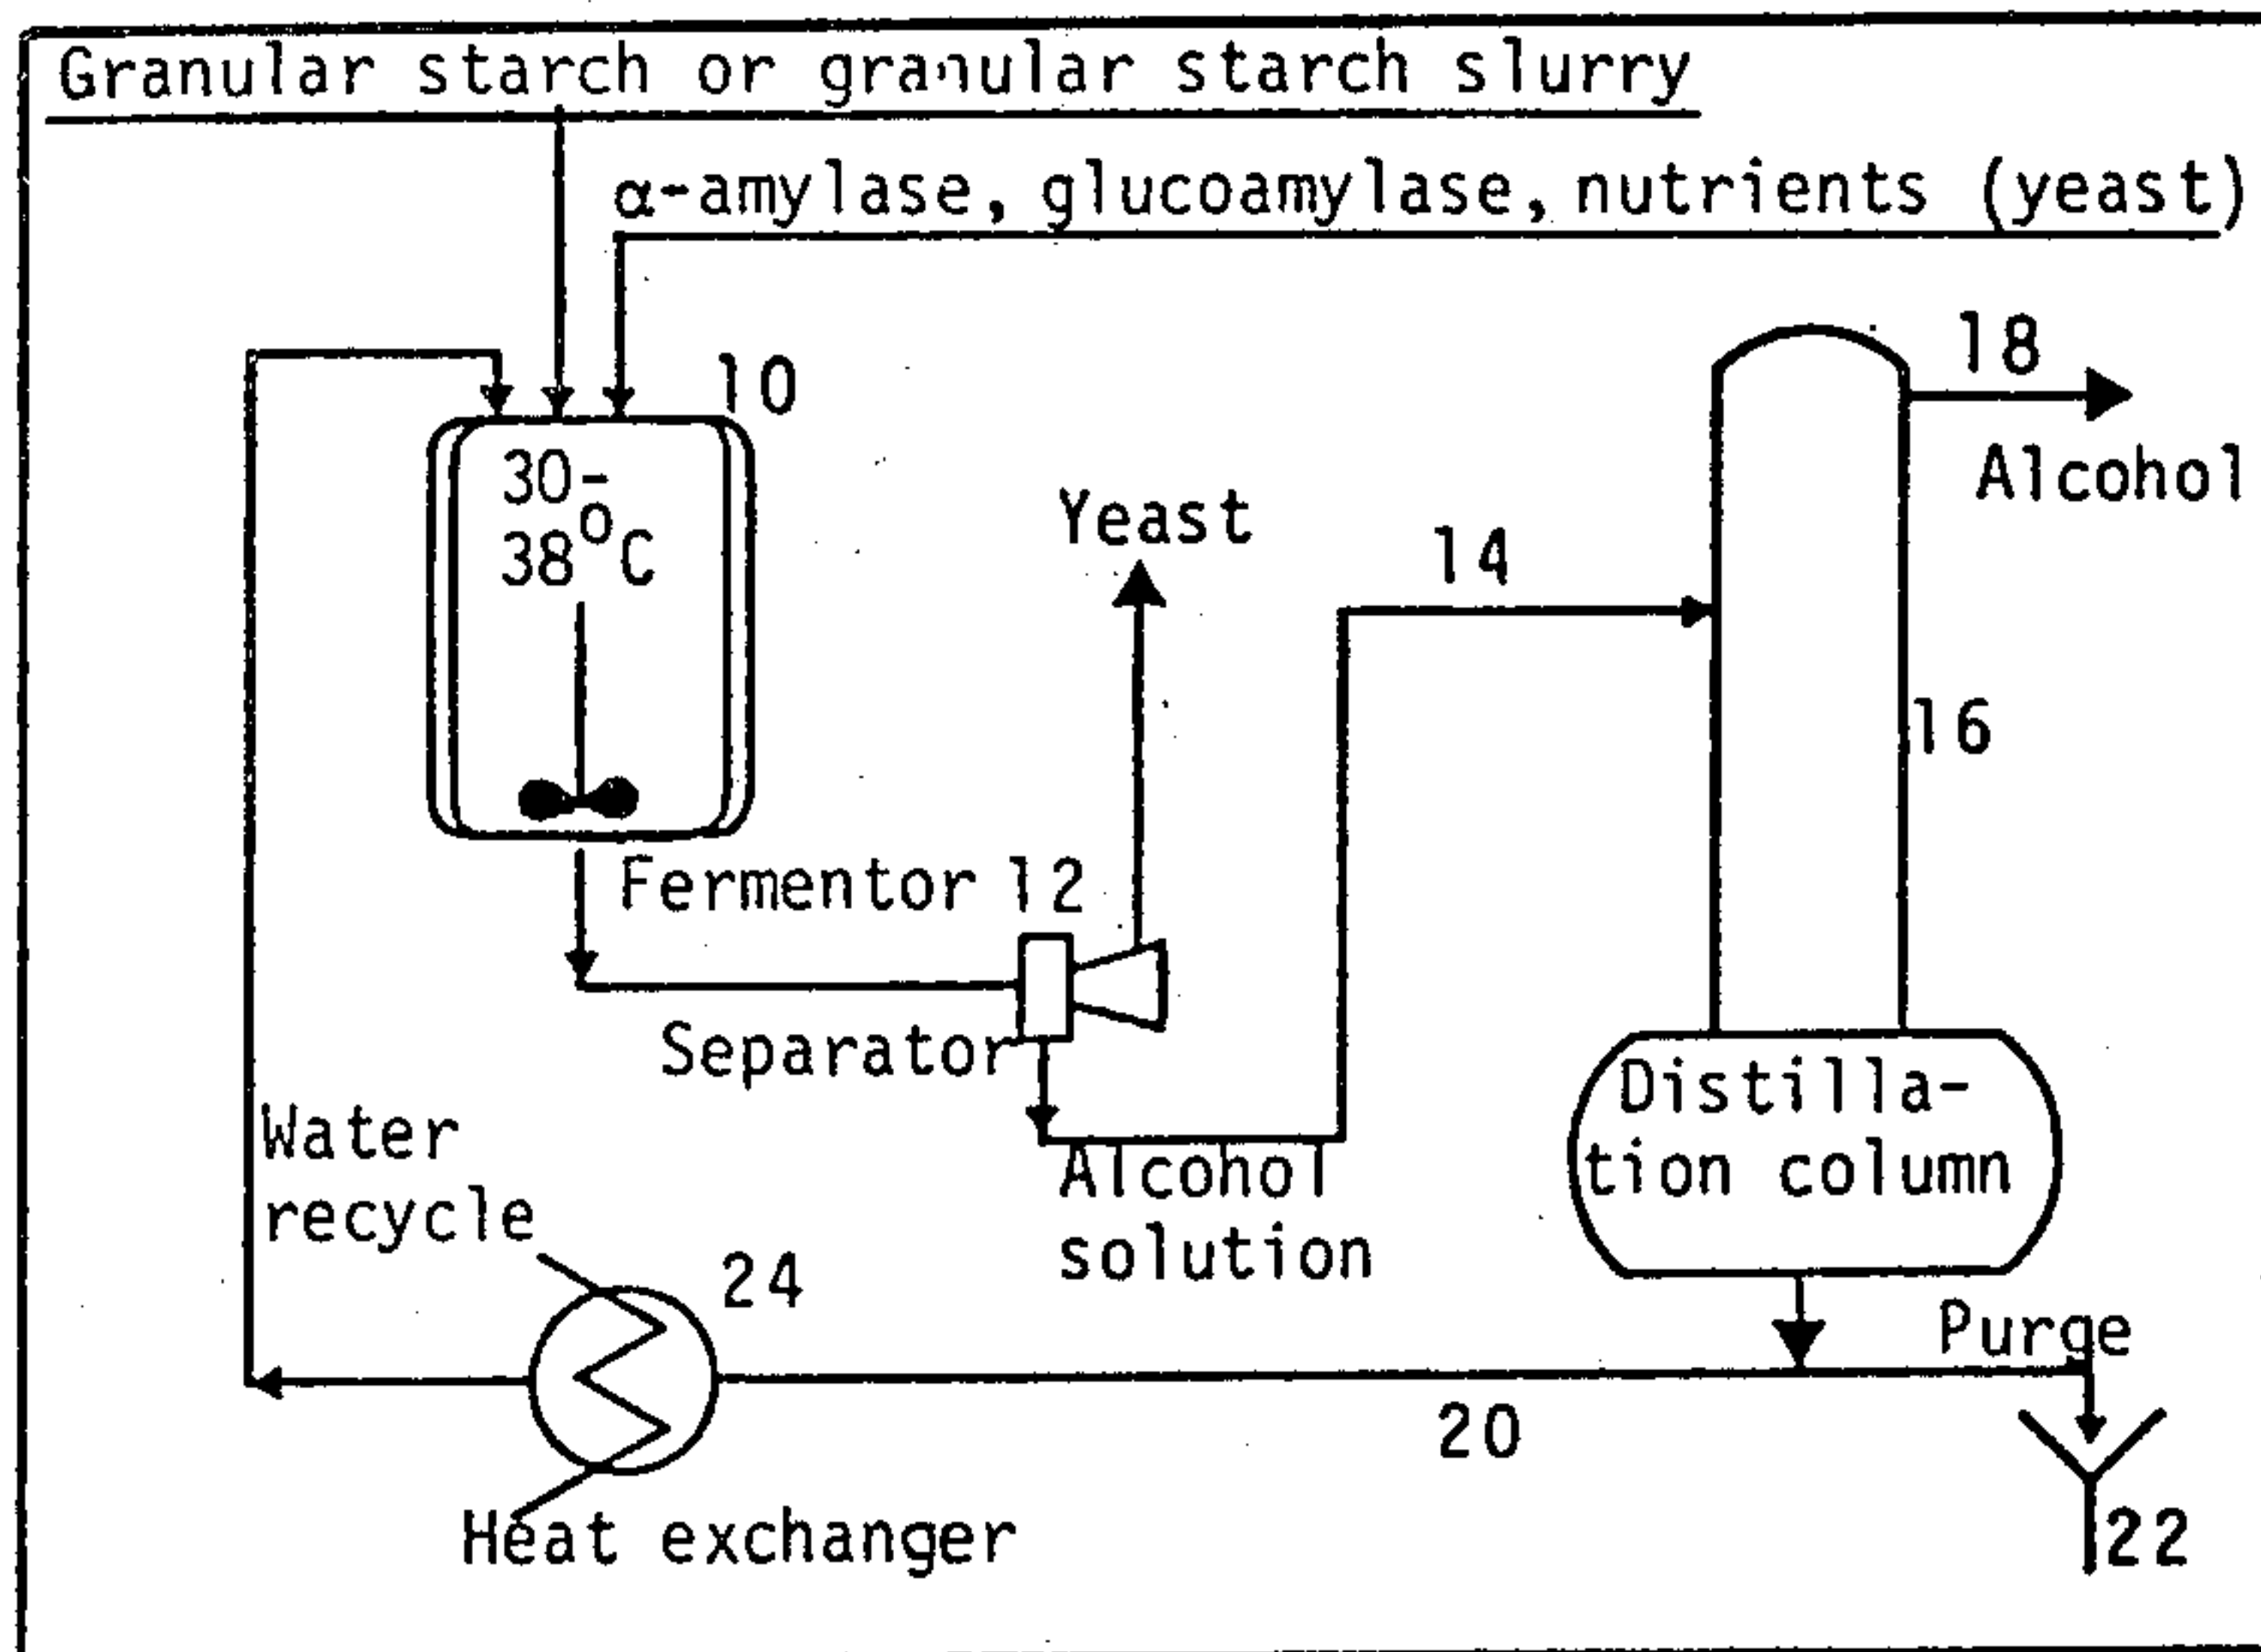 Granular starch or granular starch slurry
α-amylase, glucoamylase, nutrients (yeast)
10
30-
38°C
18
Alcohol
Yeast
14
16
Fermentor
12
Separator
Alcohol
solution
Distilla-
tion column
Water
recycle
24
Purge
20
Heat exchanger
22